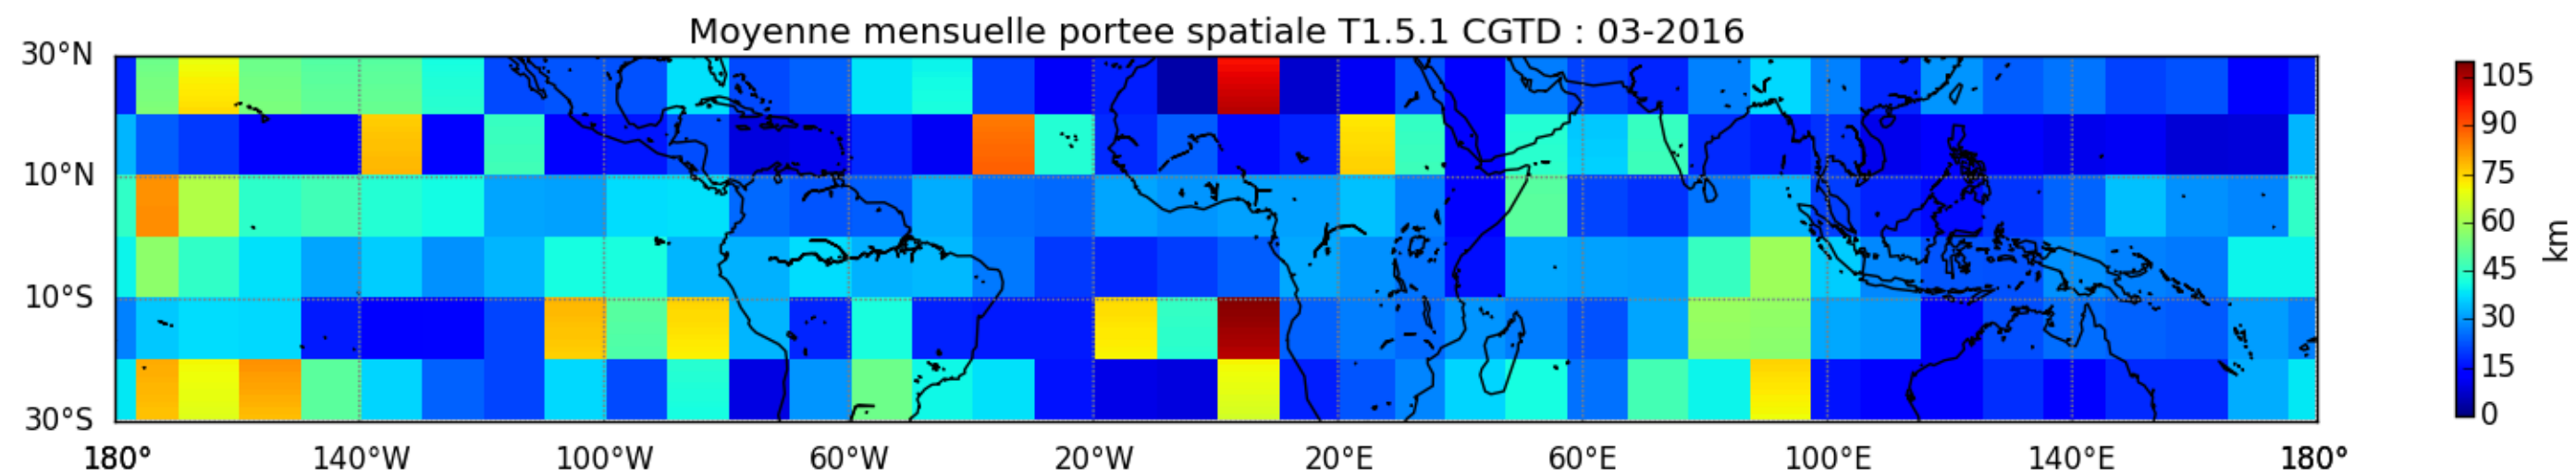 Moyenne mensuelle portee spatiale T1.5.1 CGTD : 03-2016
30°N
10°N
10°S
30°S
180° 140°W 100°W 60°W 20°W 20°E 60°E 100°E 140°E 180°
105
90
75
60
45
30
15
0
km